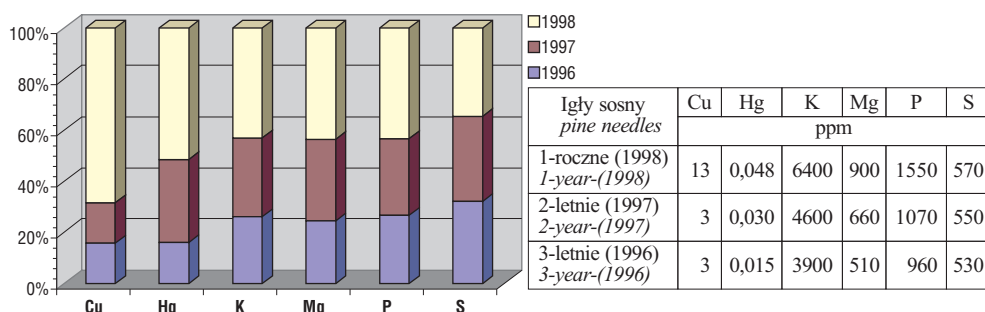 100%
80%
60%
40%
20%
0%
Cu Hg K Mg P S
1998
1997
1996
Igły sosny Cu Hg K Mg P S
pine needles ppm
1-roczne (1998)
1-year-(1998)
13 0,048 6400 900 1550 570
2-letnie (1997)
2-year-(1997)
3 0,030 4600 660 1070 550
3-letnie (1996)
3-year-(1996)
3 0,015 3900 510 960 530